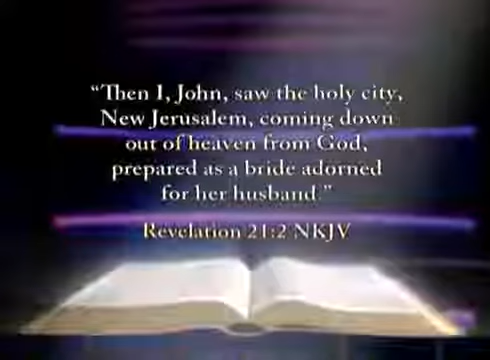 “Then I, John, saw the holy city,
New Jerusalem, coming down
out of heaven from God,
prepared as a bride adorned
for her husband.”
Revelation 21:2 NKJV